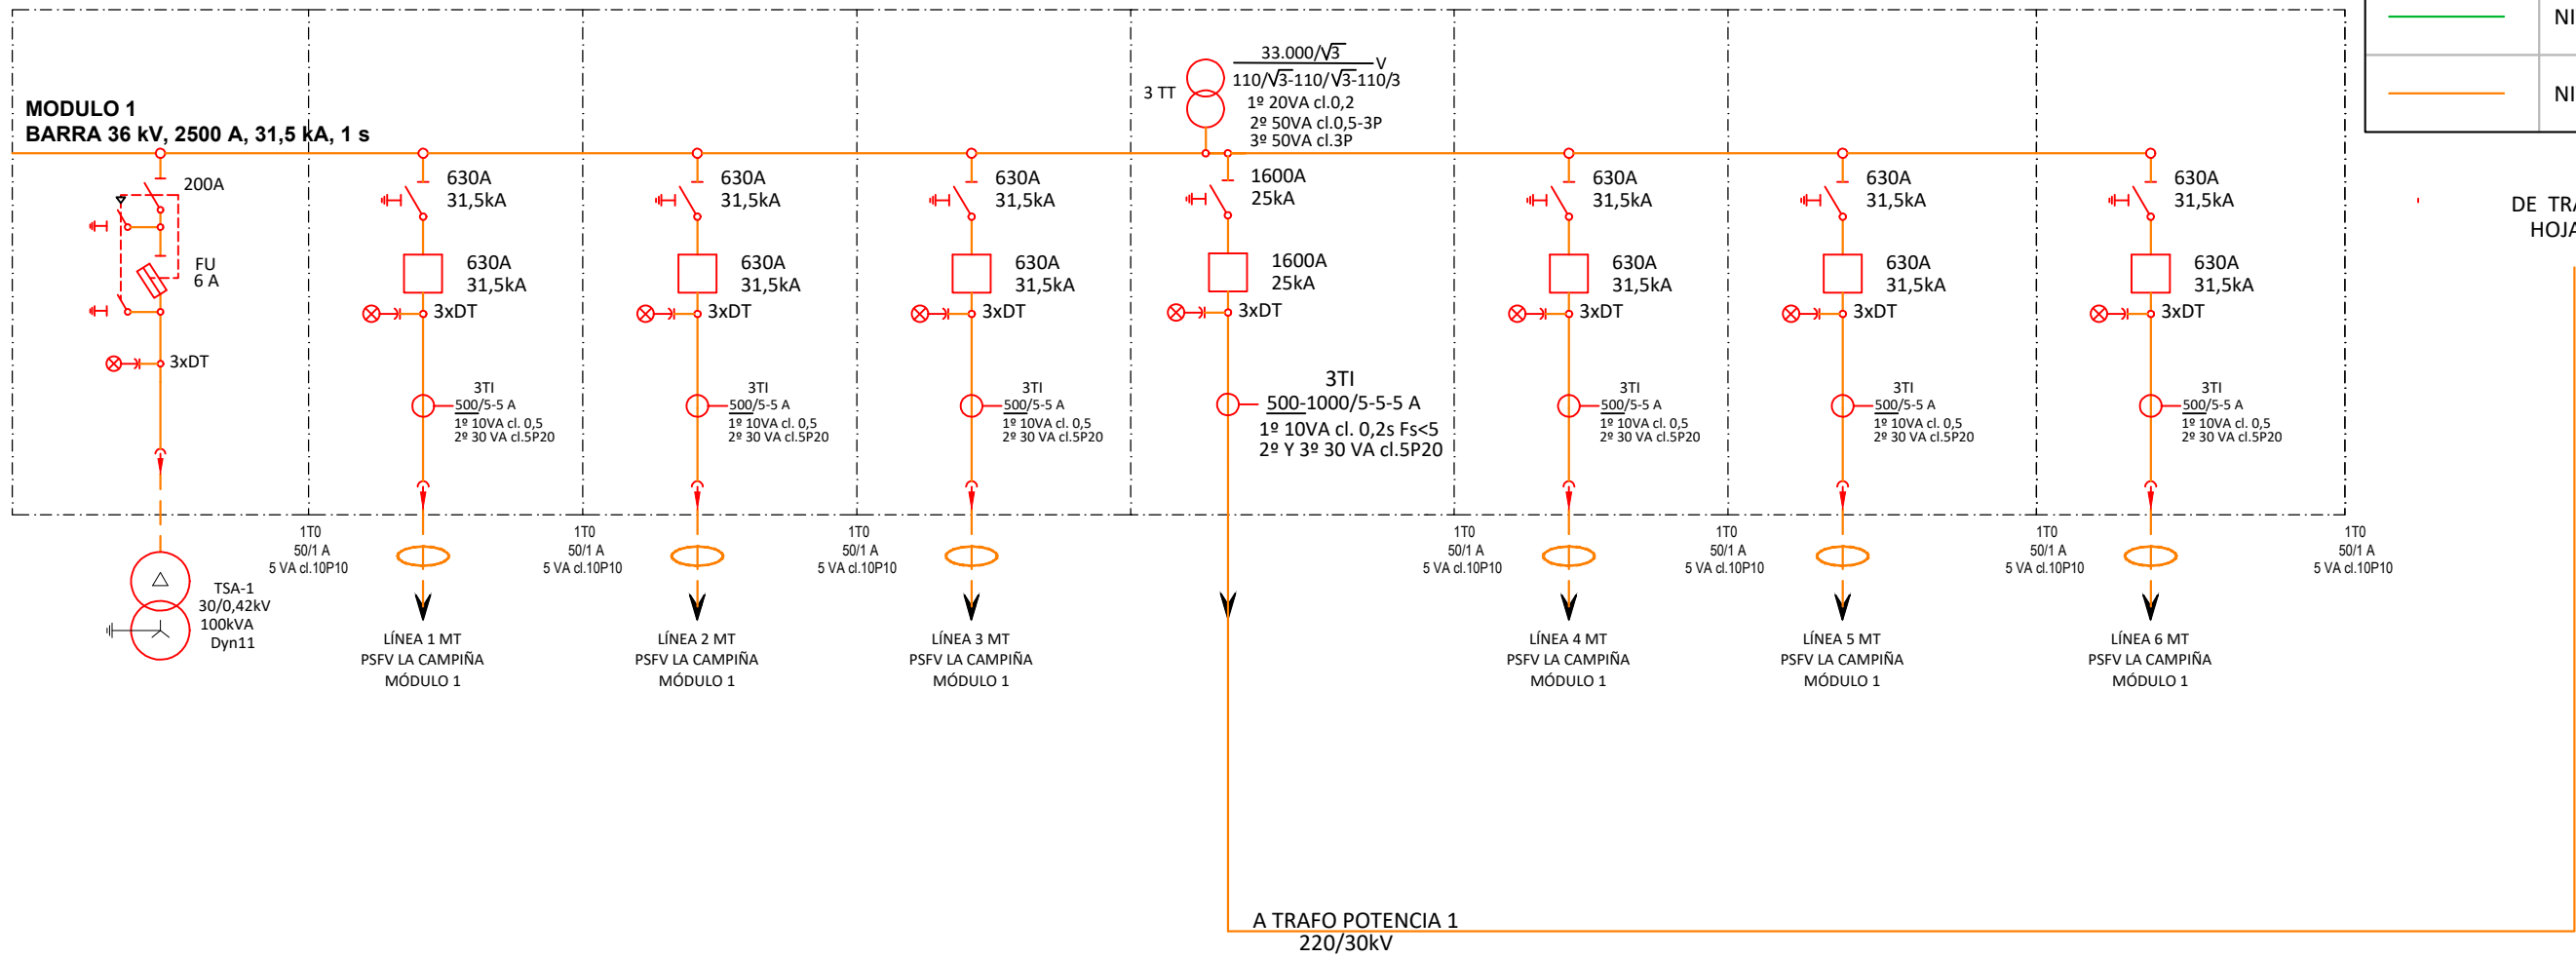 NI
NI
33.000/√3
V
110/√3-110/√3-110/3
3 TT
1º 20VA cl.0,2
2º 50VA cl.0,5-3P
3º 50VA cl.3P
MODULO 1
BARRA 36 kV, 2500 A, 31,5 kA, 1 s
200A
FU
6 A
3xDT
TSA-1
30/0,42kV
100kVA
Dyn11
630A
31,5kA
630A
31,5kA
3xDT
3TI
500/5-5 A
1º 10VA cl. 0,5
2º 30 VA cl.5P20
1T0
50/1 A
5 VA cl.10P10
LÍNEA 1 MT
PSFV LA CAMPIÑA
MÓDULO 1
630A
31,5kA
630A
31,5kA
3xDT
3TI
500/5-5 A
1º 10VA cl. 0,5
2º 30 VA cl.5P20
1T0
50/1 A
5 VA cl.10P10
LÍNEA 2 MT
PSFV LA CAMPIÑA
MÓDULO 1
630A
31,5kA
630A
31,5kA
3xDT
3TI
500/5-5 A
1º 10VA cl. 0,5
2º 30 VA cl.5P20
1T0
50/1 A
5 VA cl.10P10
LÍNEA 3 MT
PSFV LA CAMPIÑA
MÓDULO 1
1600A
25kA
1600A
25kA
3xDT
3TI
500-1000/5-5-5 A
1º 10VA cl. 0,2s Fs<5
2º Y 3º 30 VA cl.5P20
A TRAFO POTENCIA 1
220/30kV
630A
31,5kA
630A
31,5kA
3xDT
3TI
500/5-5 A
1º 10VA cl. 0,5
2º 30 VA cl.5P20
1T0
50/1 A
5 VA cl.10P10
LÍNEA 4 MT
PSFV LA CAMPIÑA
MÓDULO 1
630A
31,5kA
630A
31,5kA
3xDT
3TI
500/5-5 A
1º 10VA cl. 0,5
2º 30 VA cl.5P20
1T0
50/1 A
5 VA cl.10P10
LÍNEA 5 MT
PSFV LA CAMPIÑA
MÓDULO 1
630A
31,5kA
630A
31,5kA
3xDT
3TI
500/5-5 A
1º 10VA cl. 0,5
2º 30 VA cl.5P20
1T0
50/1 A
5 VA cl.10P10
1T0
50/1 A
5 VA cl.10P10
LÍNEA 6 MT
PSFV LA CAMPIÑA
MÓDULO 1
DE TRA
HOJA